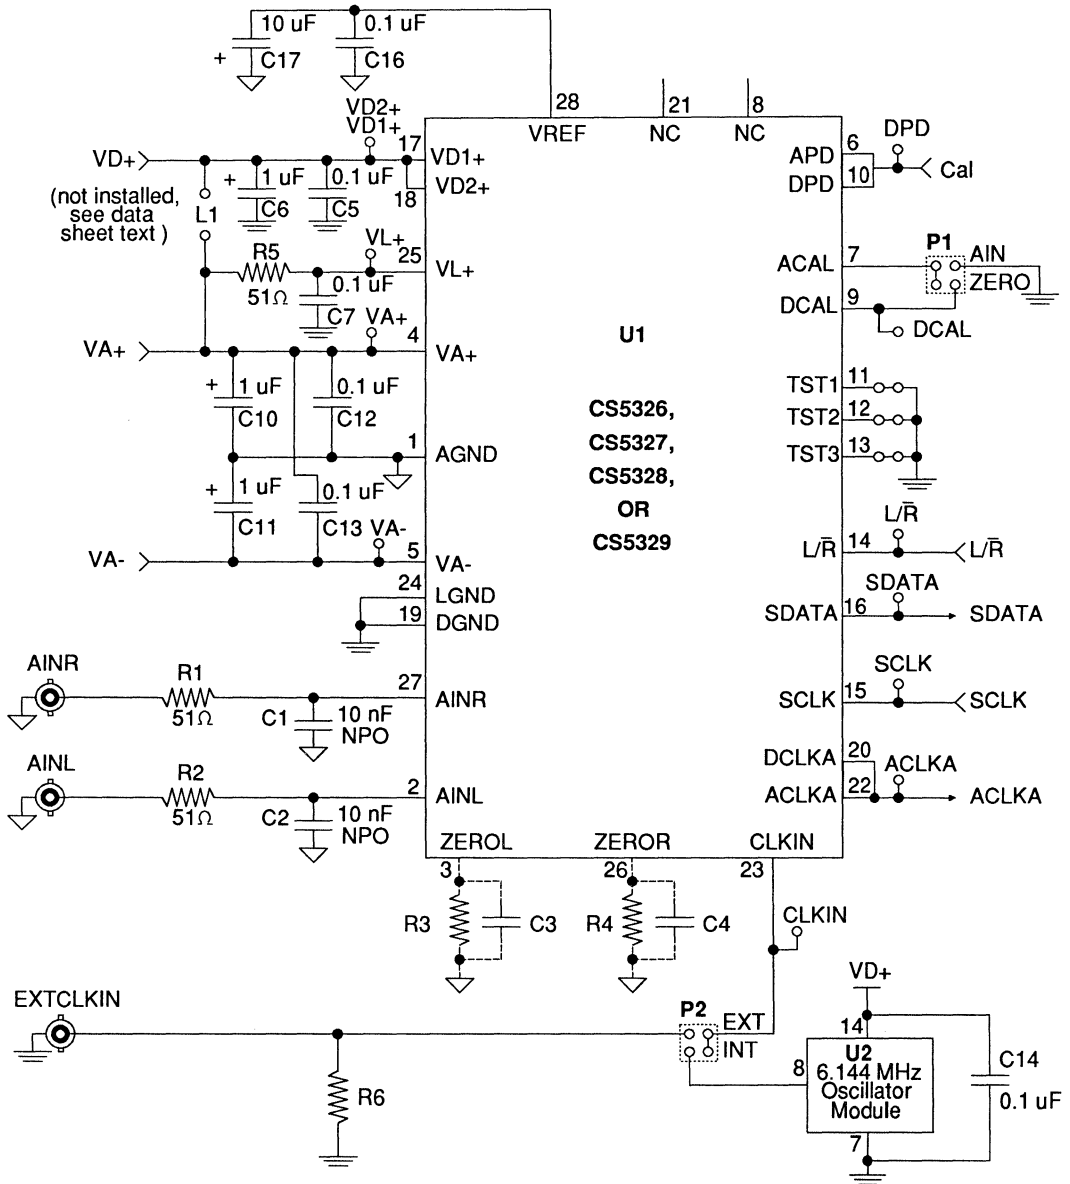 10 uF
+
C17
0.1 uF
C16
28
VREF
21
NC
8
NC
VD2+
VD1+
VD+
17
VD1+
VD2+
18
(not installed,
see data
sheet text )
L1
+
1 uF
C6
0.1 uF
C5
R5
51Ω
VL+
25
VL+
0.1 uF
C7
VA+
VA+
4
VA+
+
1 uF
C10
0.1 uF
C12
1
AGND
+
1 uF
C11
0.1 uF
C13
VA-
VA-
5
VA-
24
LGND
19
DGND
AINR
R1
51Ω
C1
10 nF
NPO
27
AINR
AINL
R2
51Ω
C2
10 nF
NPO
2
AINL
U1
CS5326,
CS5327,
CS5328,
OR
CS5329
APD
6
DPD
10
DPD
Cal
ACAL
7
P1
AIN
ZERO
DCAL
9
DCAL
TST1
11
TST2
12
TST3
13
L/R̅
14
L/R̅
L/R̅
SDATA
16
SDATA
SDATA
SCLK
15
SCLK
SCLK
DCLKA
20
ACLKA
22
ACLKA
ACLKA
ZEROL
3
R3
C3
ZEROR
26
R4
C4
CLKIN
23
CLKIN
EXTCLKIN
R6
P2
EXT
INT
VD+
14
8
U2
6.144 MHz
Oscillator
Module
7
C14
0.1 uF